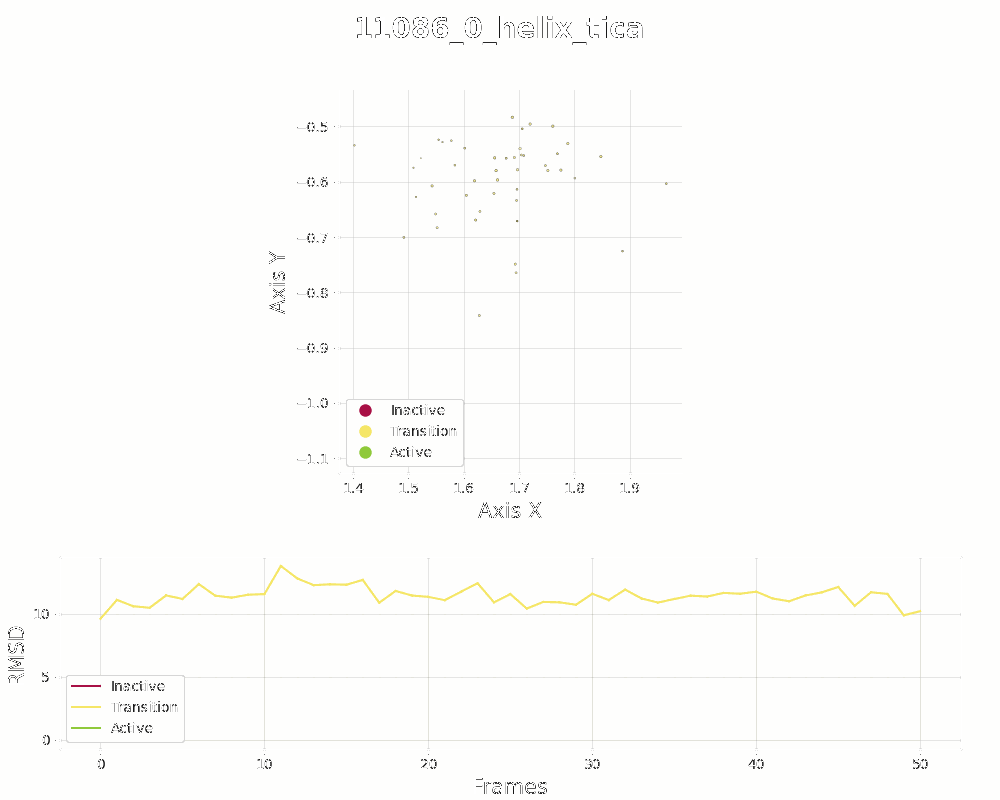 11086_0_helix_tica
Axis Y
−0.5
−0.6
−0.7
−0.8
−0.9
−1.0
−1.1
Inactive
Transition
Active
1.4 1.5 1.6 1.7 1.8 1.9
Axis X
RMSD
10
5
0
Inactive
Transition
Active
0 10 20 30 40 50
Frames